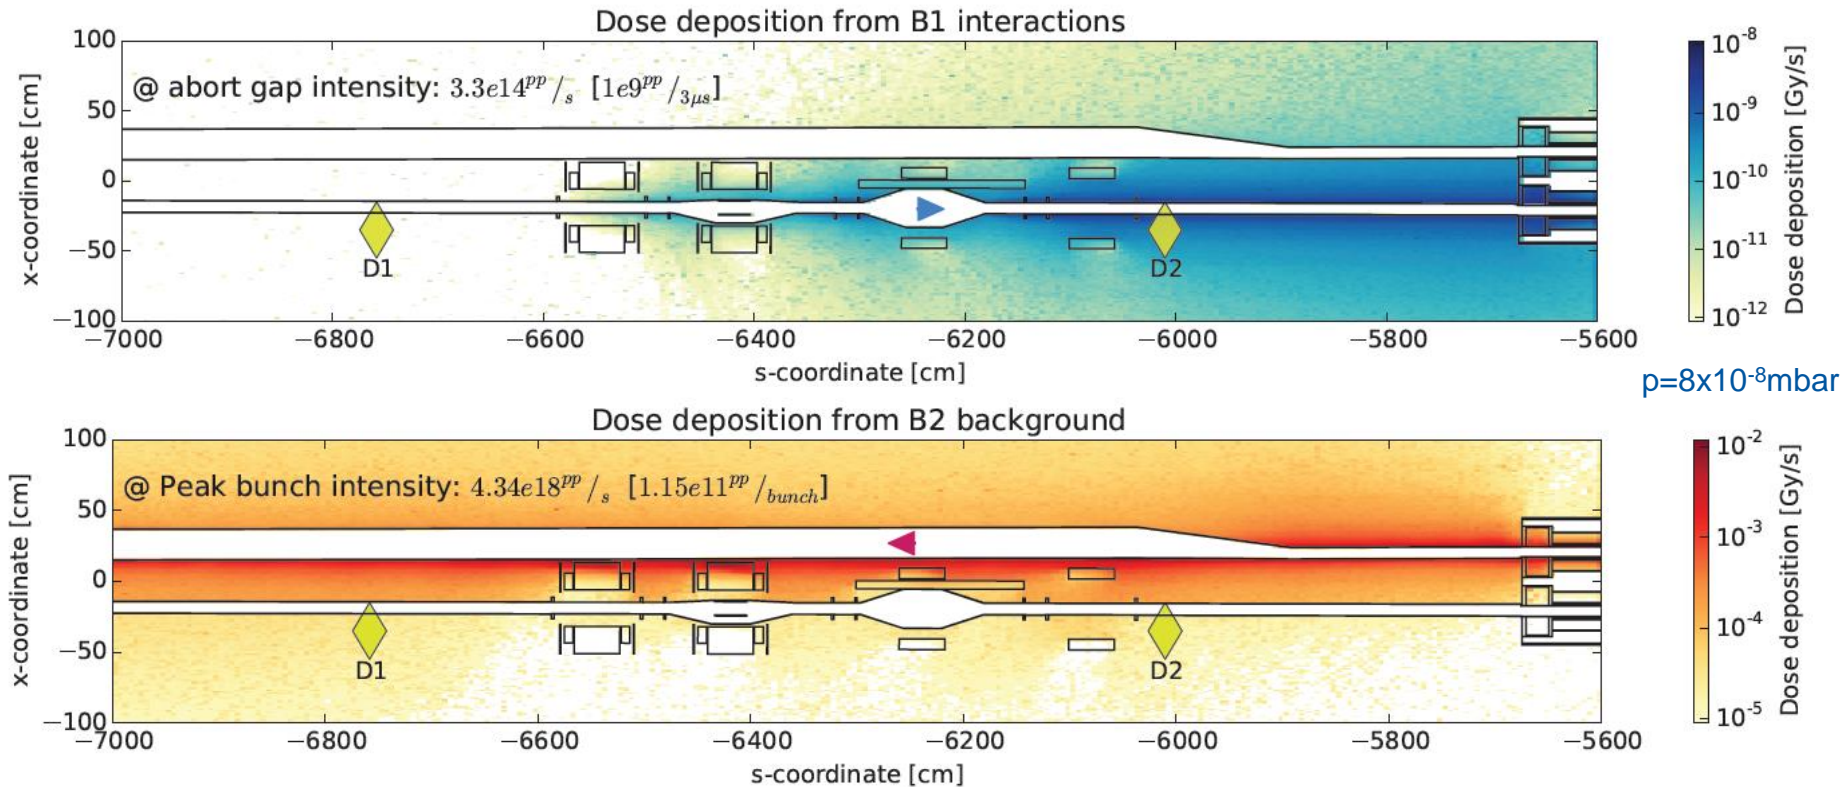 Dose deposition from B1 interactions
@ abort gap intensity: 3.3e14pp/s [1e9pp/3μs]
100
50
0
−50
−100
x-coordinate [cm]
D1
D2
−7000 −6800 −6600 −6400 −6200 −6000 −5800 −5600
s-coordinate [cm]
10-8
10-9
10-10
10-11
10-12
Dose deposition [Gy/s]
p=8x10-8mbar
Dose deposition from B2 background
@ Peak bunch intensity: 4.34e18pp/s [1.15e11pp/bunch]
100
50
0
−50
−100
x-coordinate [cm]
D1
D2
−7000 −6800 −6600 −6400 −6200 −6000 −5800 −5600
s-coordinate [cm]
10-2
10-3
10-4
10-5
Dose deposition [Gy/s]